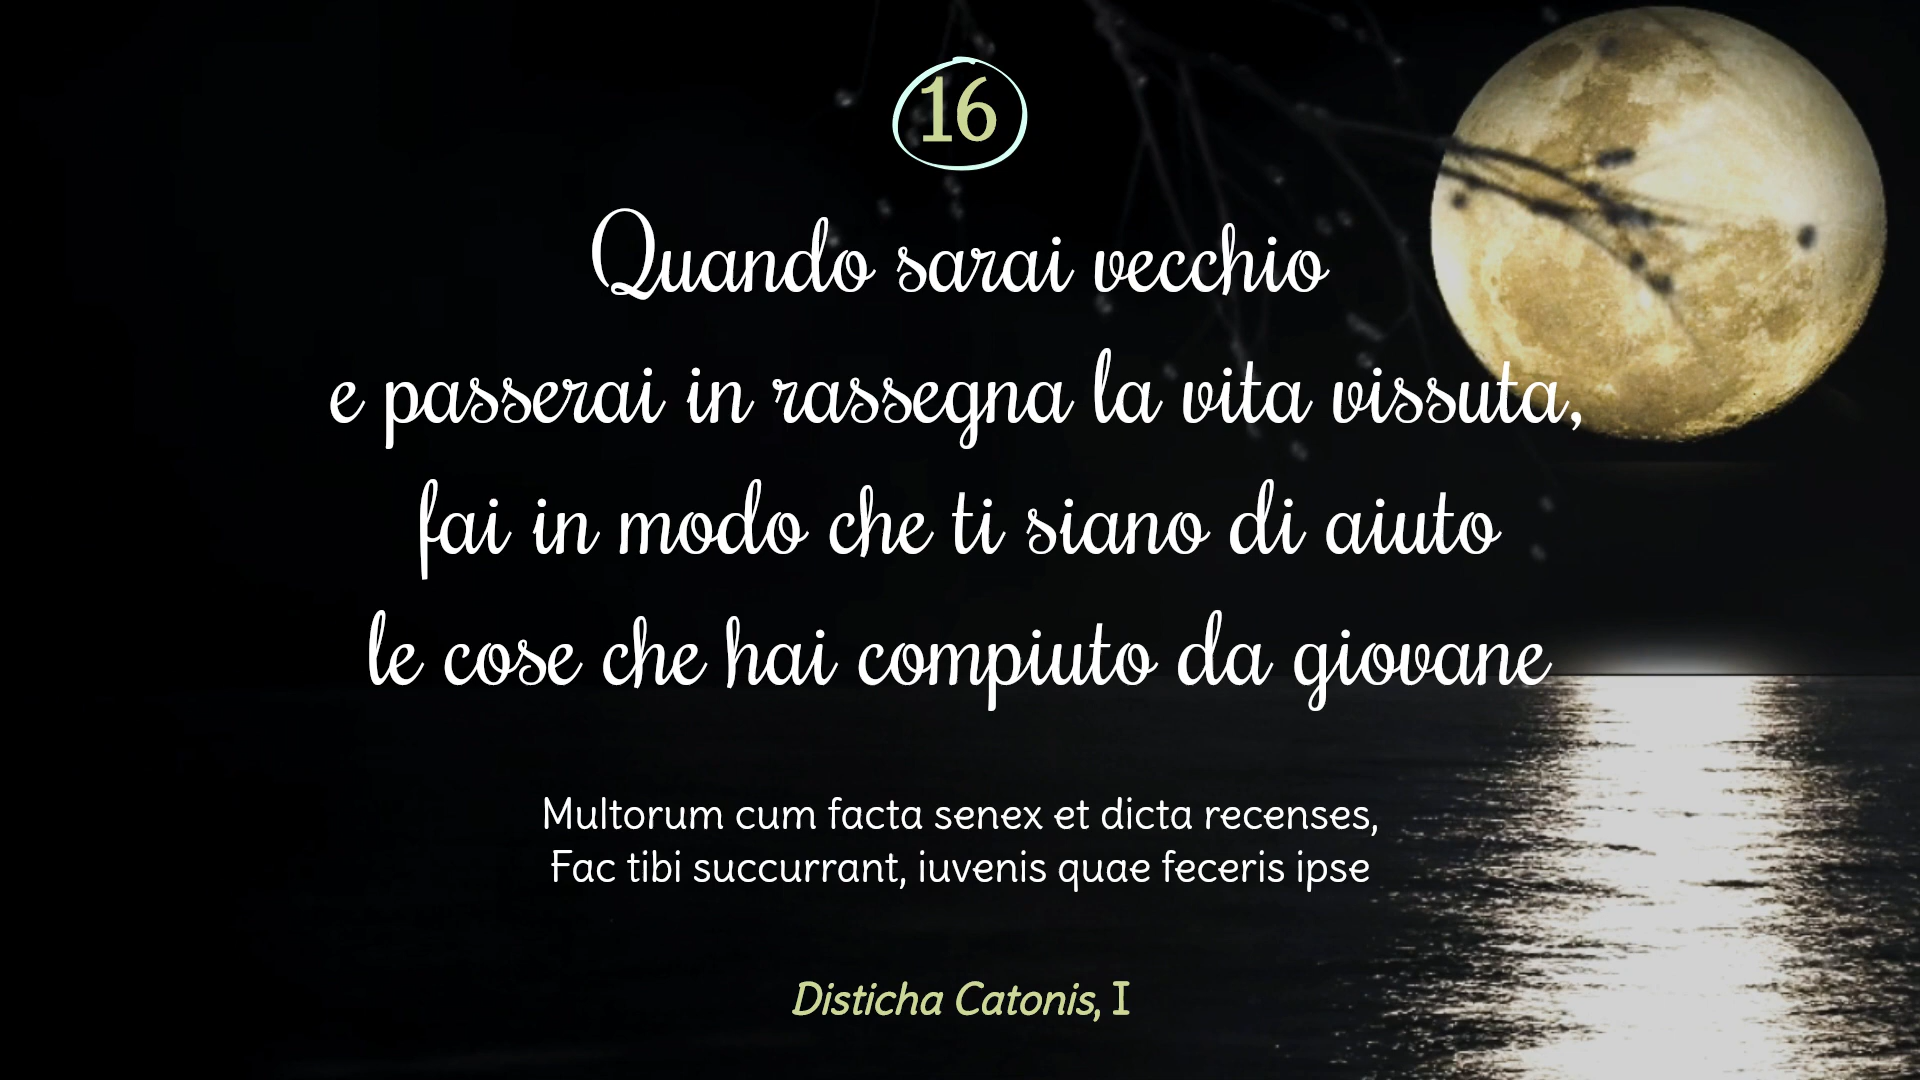 16
Quando sarai vecchio
e passerai in rassegna la vita vissuta,
fai in modo che ti siano di aiuto
le cose che hai compiuto da giovane
Multorum cum facta senex et dicta recenses,
Fac tibi succurrant, iuvenis quae feceris ipse
Disticha Catonis, I